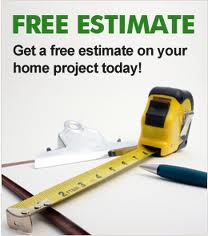 FREE ESTIMATE
Get a free estimate on your
home project today!